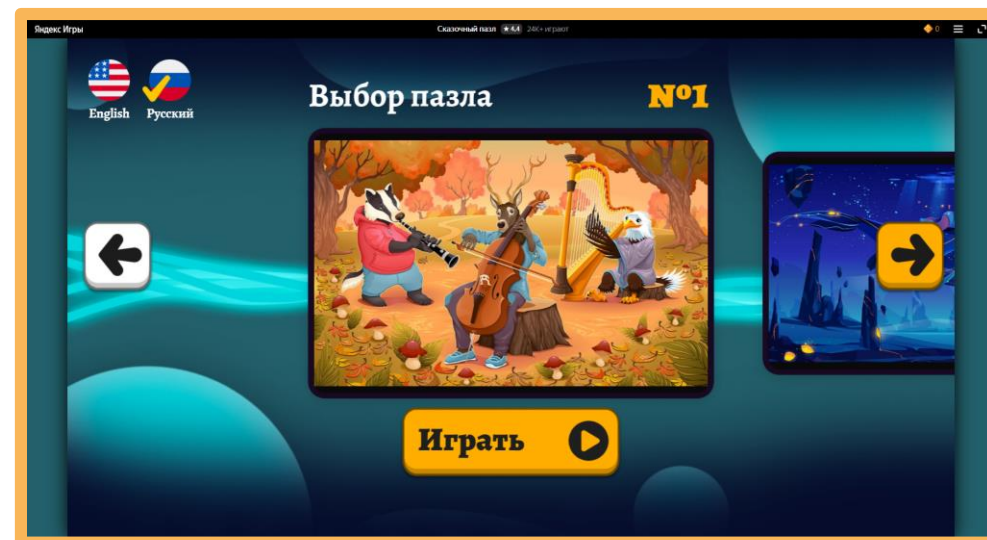 Яндекс Игры
Сказочный пазл ★ 4,4 24K+ играют
0
English Русский
Выбор пазла №1
Играть